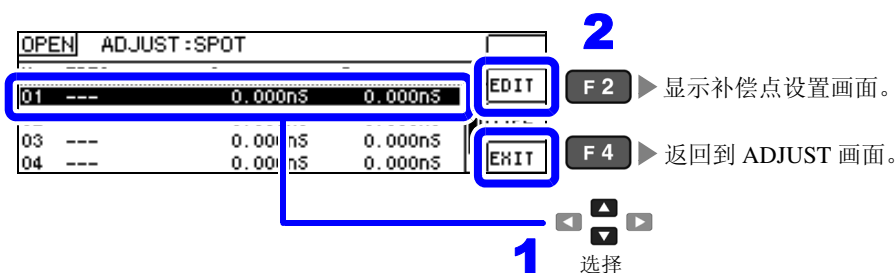 OPEN ADJUST:SPOT
2
01 --- 0.000nS 0.000nS
EDIT
F 2 显示补偿点设置画面。
03 --- 0.000nS 0.000nS
04 --- 0.000nS 0.000nS
EXIT
F 4 返回到 ADJUST 画面。
1
选择